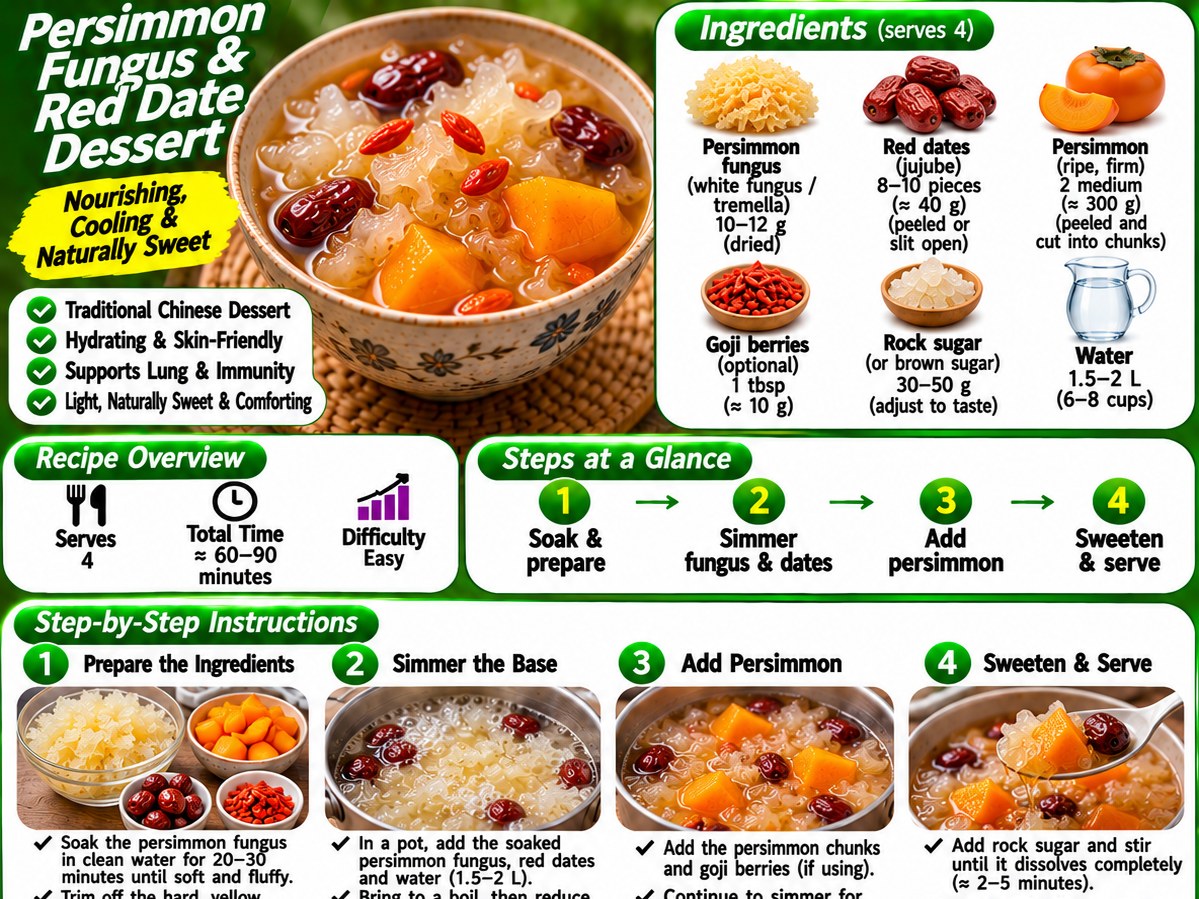 Persimmon
Fungus &
Red Date
Dessert
Nourishing,
Cooling &
Naturally Sweet
Traditional Chinese Dessert
Hydrating & Skin-Friendly
Supports Lung & Immunity
Light, Naturally Sweet & Comforting
Ingredients (serves 4)
Persimmon
fungus
(white fungus /
tremella)
10–12 g
(dried)
Red dates
(jujube)
8–10 pieces
(≈ 40 g)
(peeled or
slit open)
Persimmon
(ripe, firm)
2 medium
(≈ 300 g)
(peeled and
cut into chunks)
Goji berries
(optional)
1 tbsp
(≈ 10 g)
Rock sugar
(or brown sugar)
30–50 g
(adjust to taste)
Water
1.5–2 L
(6–8 cups)
Recipe Overview
Serves
4
Total Time
≈ 60–90
minutes
Difficulty
Easy
Steps at a Glance
1
Soak &
prepare
2
Simmer
fungus & dates
3
Add
persimmon
4
Sweeten
& serve
Step-by-Step Instructions
1 Prepare the Ingredients
Soak the persimmon fungus
in clean water for 20–30
minutes until soft and fluffy.
Trim off the hard, yellow
2 Simmer the Base
In a pot, add the soaked
persimmon fungus, red dates
and water (1.5–2 L).
Bring to a boil, then reduce
3 Add Persimmon
Add the persimmon chunks
and goji berries (if using).
Continue to simmer for
4 Sweeten & Serve
Add rock sugar and stir
until it dissolves completely
(≈ 2–5 minutes).